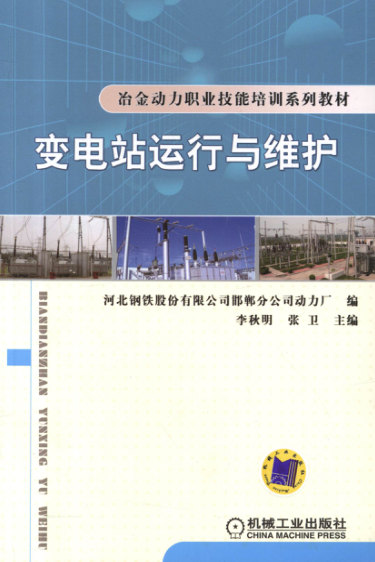 冶金动力职业技能培训系列教材
变电站运行与维护
河北钢铁股份有限公司邯郸分公司动力厂 编
李秋明 张 卫 主编
BIANDIANZHAN YUNXING YU WEIHU
机械工业出版社
CHINA MACHINE PRESS